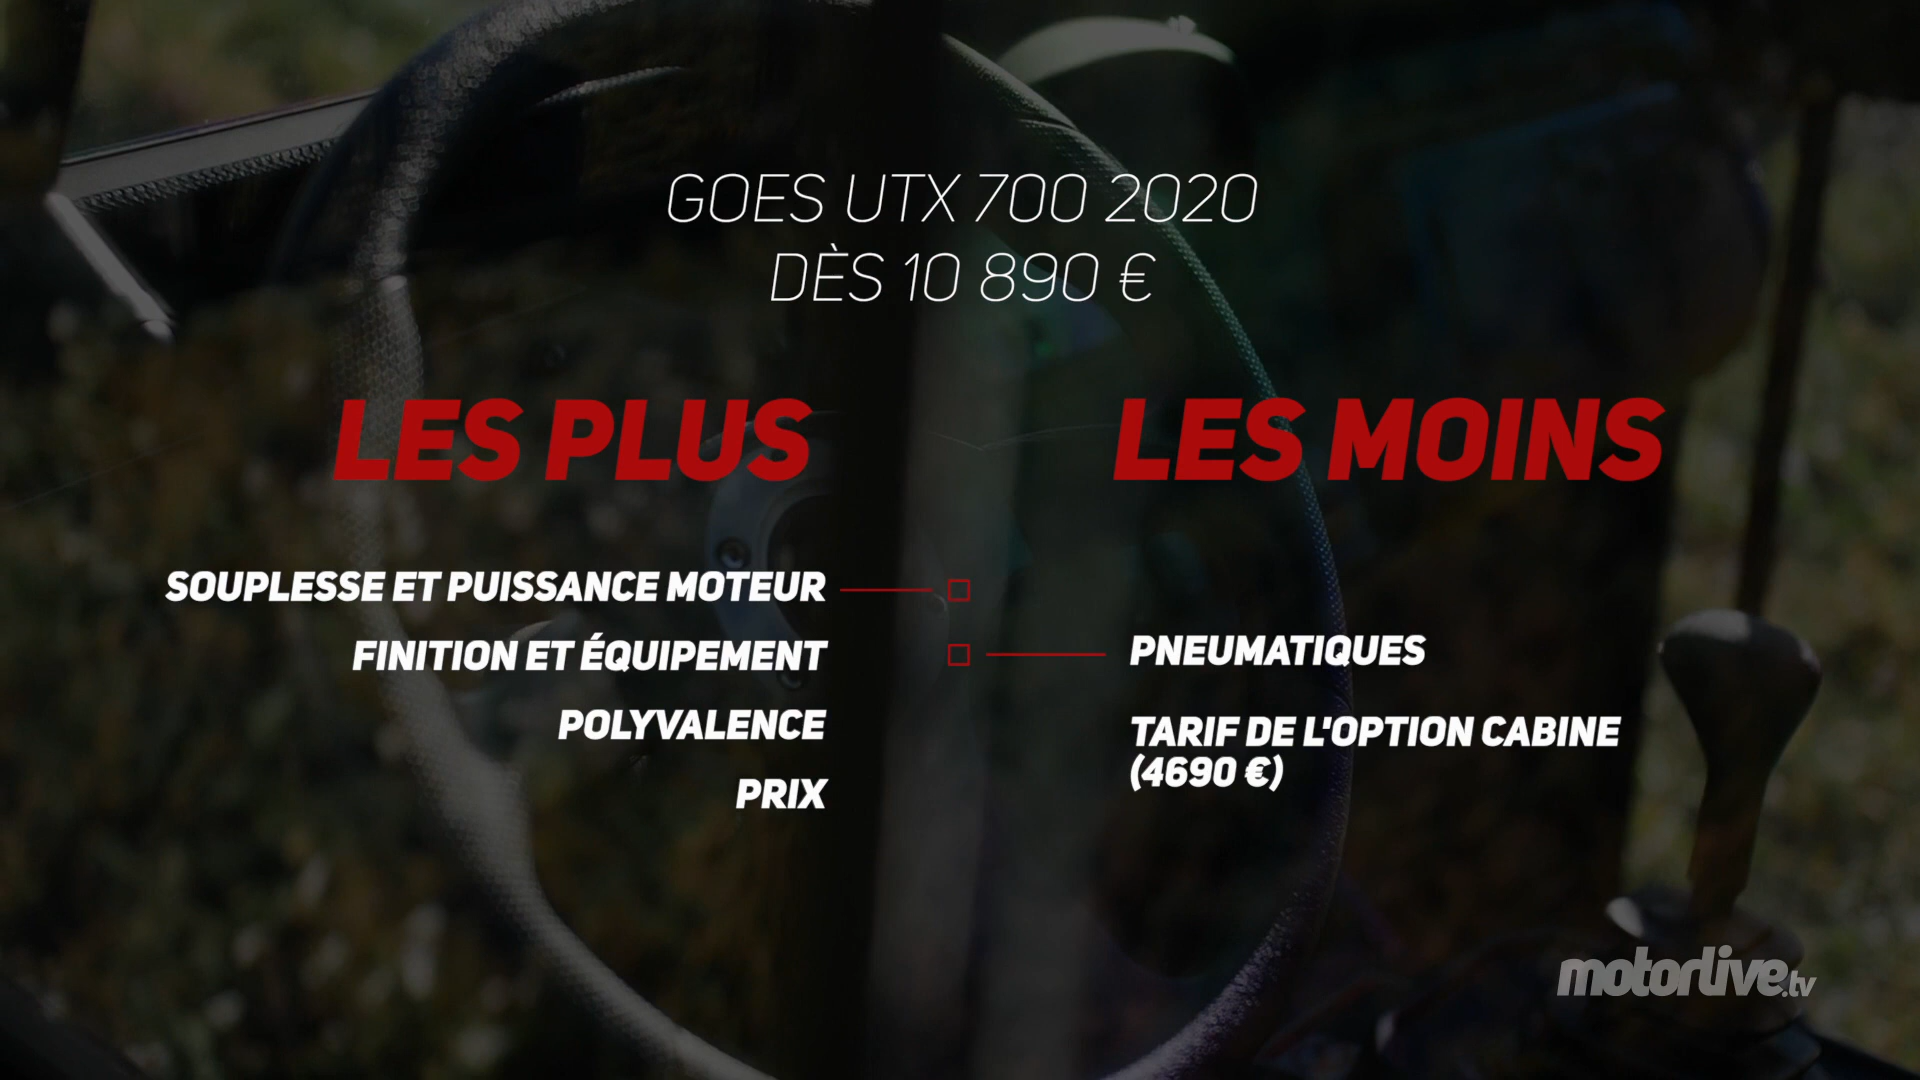 GOES UTX 700 2020
DÈS 10 890 €
LES PLUS
SOUPLESSE ET PUISSANCE MOTEUR
FINITION ET ÉQUIPEMENT
POLYVALENCE
PRIX
LES MOINS
PNEUMATIQUES
TARIF DE L'OPTION CABINE
(4690 €)
motorlive.tv